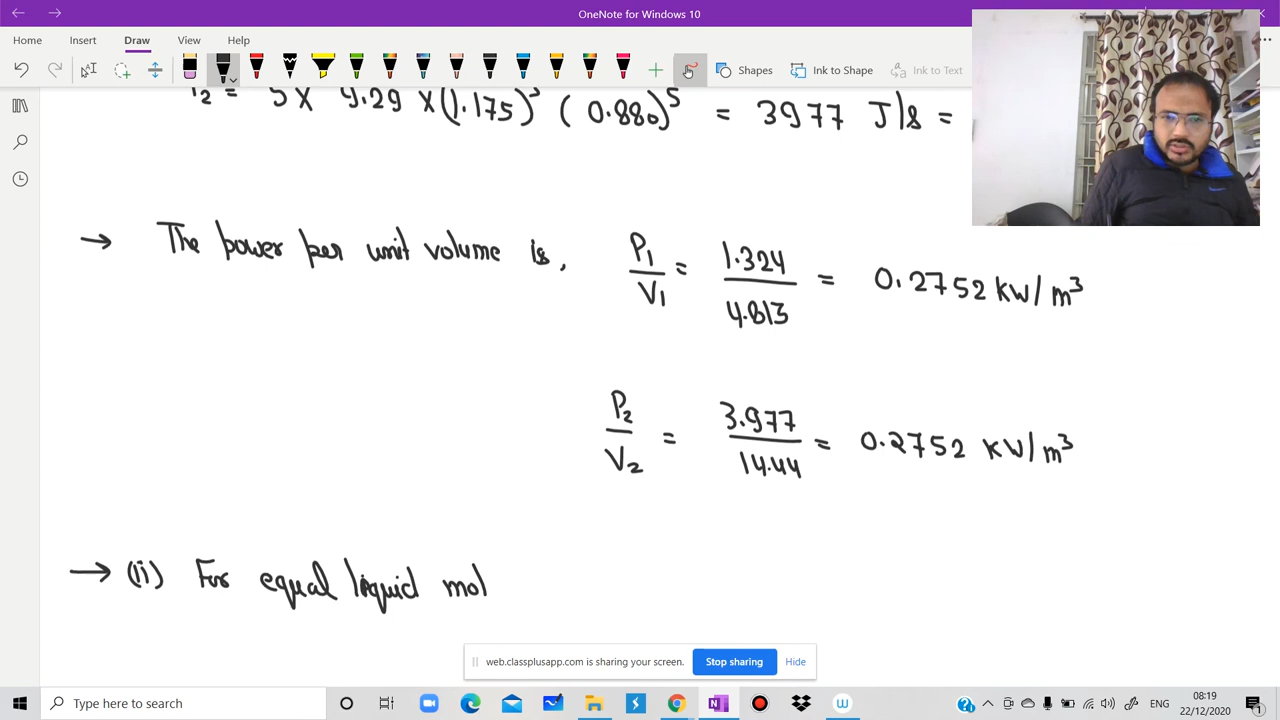 OneNote for Windows 10
Home Insert Draw View Help
Shapes Ink to Shape Ink to Text
= 5 X 9.29 X (1.175)³ (0.880)⁵ = 3977 J/s =
→ The power per unit volume is, P₁/V₁ = 1.324/4.813 = 0.2752 kW/m³
P₂/V₂ = 3.977/14.44 = 0.2752 kW/m³
→ (ii) For equal liquid mol
web.classplusapp.com is sharing your screen. Stop sharing Hide
Type here to search
ENG
08:19
22/12/2020
1